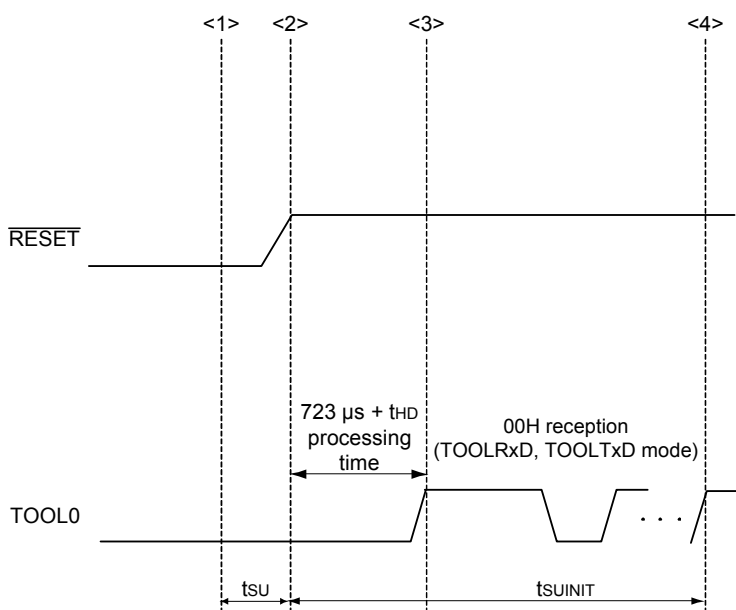 <1> <2> <3> <4>
RESET
723 µs + tHD
processing
time
00H reception
(TOOLRxD, TOOLTxD mode)
TOOL0
. . .
tSU tSUINIT